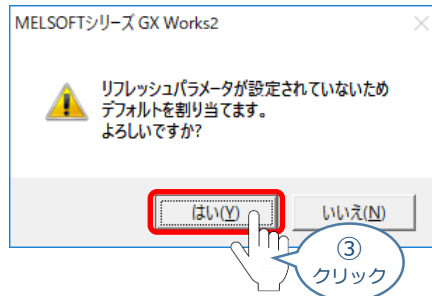 MELSOFTシリーズ GX Works2
リフレッシュパラメータが設定されていないため
デフォルトを割り当てます。
よろしいですか?
はい(Y)
いいえ(N)
③
クリック